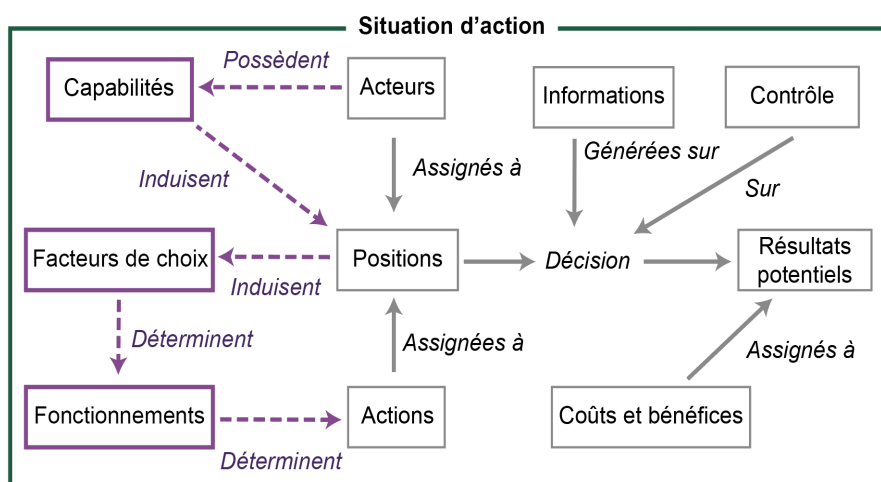 Situation d’action
Possèdent
Capabilités
Acteurs
Informations
Contrôle
Induisent
Assignés à
Générées sur
Sur
Facteurs de choix
Positions
Décision
Résultats
potentiels
Induisent
Déterminent
Assignées à
Assignés à
Fonctionnements
Actions
Coûts et bénéfices
Déterminent